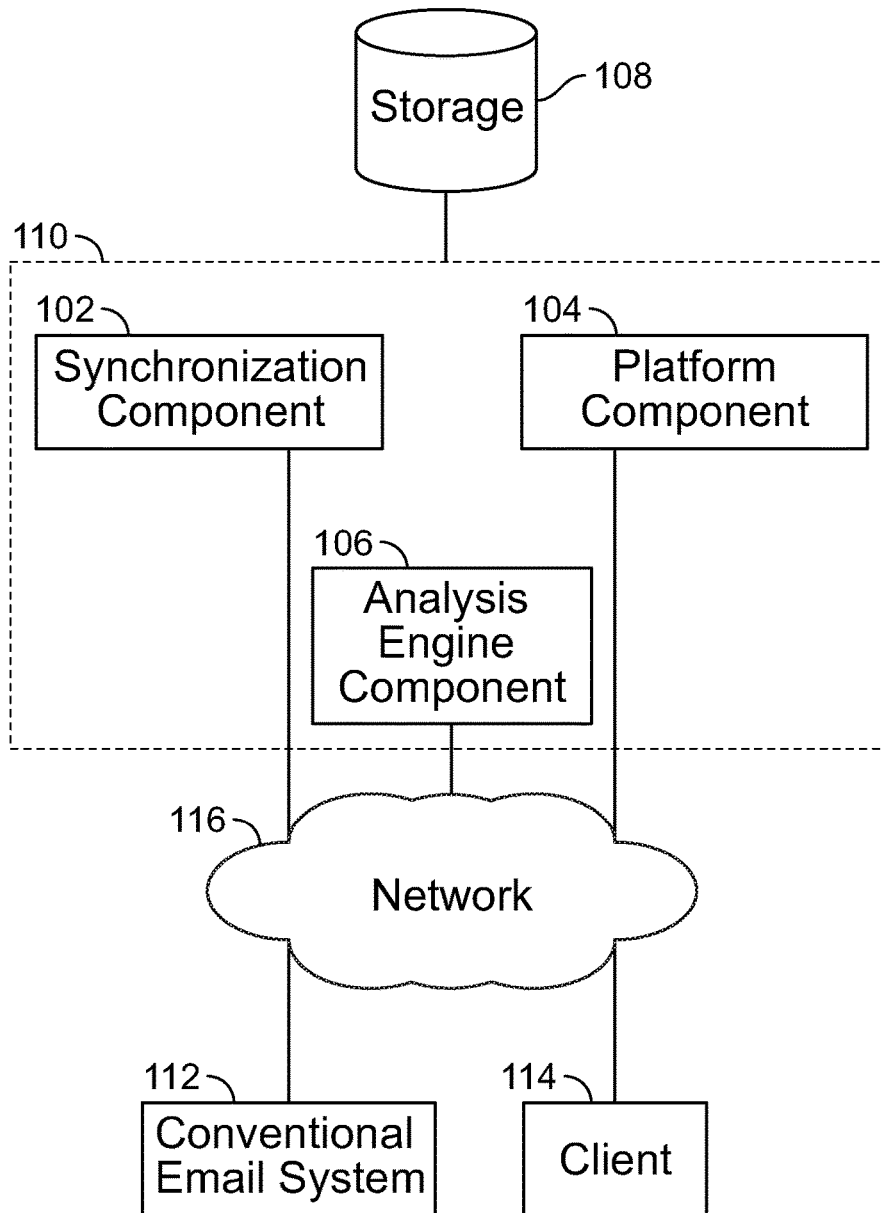 Storage
108
110
102
Synchronization
Component
104
Platform
Component
106
Analysis
Engine
Component
116
Network
112
Conventional
Email System
114
Client